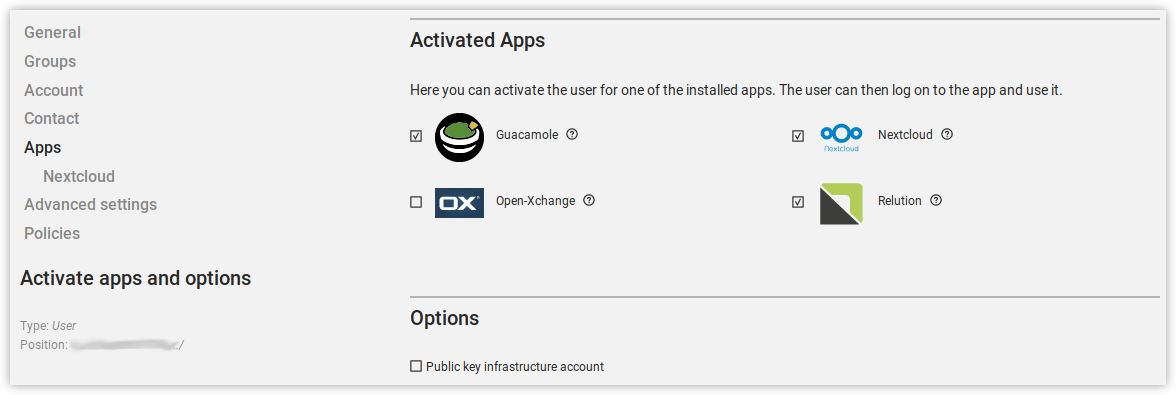 General
Groups
Account
Contact
Apps
Nextcloud
Advanced settings
Policies
Activate apps and options
Type: User
Position: /
Activated Apps
Here you can activate the user for one of the installed apps. The user can then log on to the app and use it.
Guacamole
Nextcloud
Nextcloud
OX
Open-Xchange
Relution
Options
Public key infrastructure account